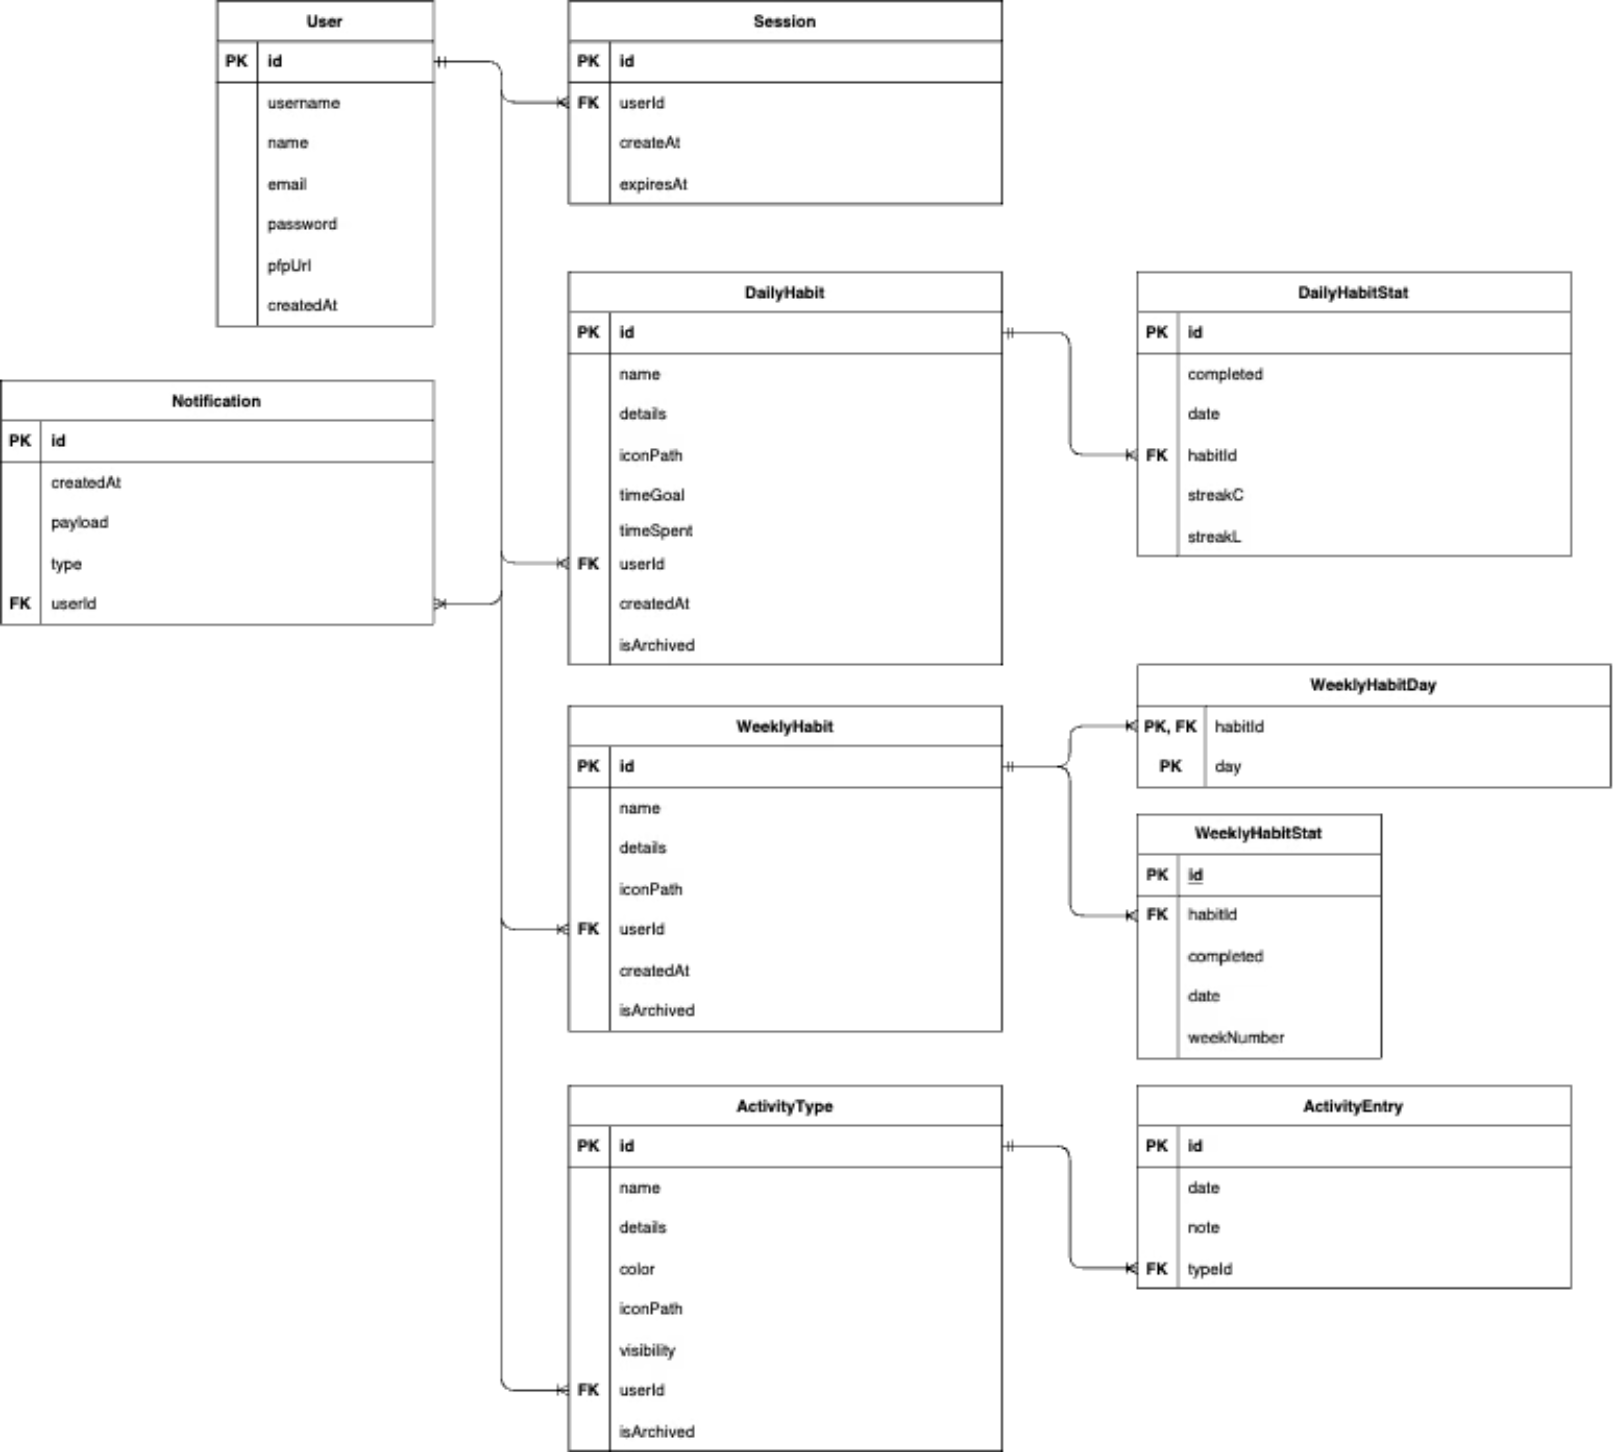 User
PK id
username
name
email
password
pfpUrl
createdAt
Session
PK id
FK userId
createAt
expiresAt
Notification
PK id
createdAt
payload
type
FK userId
DailyHabit
PK id
name
details
iconPath
timeGoal
timeSpent
FK userId
createdAt
isArchived
DailyHabitStat
PK id
completed
date
FK habitId
streakC
streakL
WeeklyHabit
PK id
name
details
iconPath
FK userId
createdAt
isArchived
WeeklyHabitDay
PK, FK habitId
PK day
WeeklyHabitStat
PK id
FK habitId
completed
date
weekNumber
ActivityType
PK id
name
details
color
iconPath
visibility
FK userId
isArchived
ActivityEntry
PK id
date
note
FK typeId